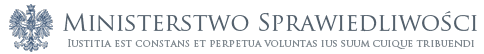 Ministerstwo Sprawiedliwości
Iustitia est constans et perpetua voluntas ius suum cuique tribuendi